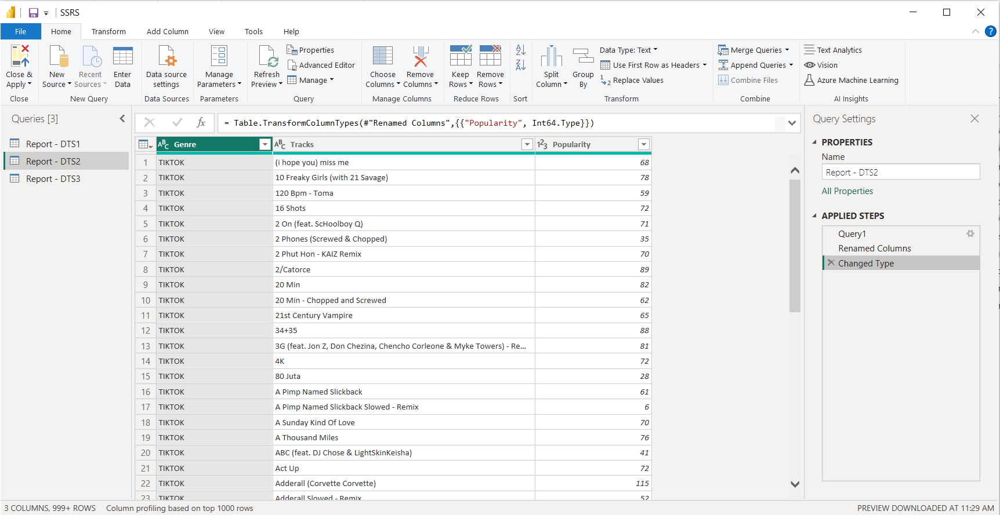 SSRS
File Home Transform Add Column View Tools Help
Close & Apply
New Source
Recent Sources
Enter Data
Data source settings
Manage Parameters
Refresh Preview
Properties
Advanced Editor
Manage
Choose Columns
Remove Columns
Keep Rows
Remove Rows
Split Column
Group By
Data Type: Text
Use First Row as Headers
Replace Values
Merge Queries
Append Queries
Combine Files
Text Analytics
Vision
Azure Machine Learning
Close New Query Data Sources Parameters Query Manage Columns Reduce Rows Sort Transform Combine AI Insights
Queries [3]
Report - DTS1
Report - DTS2
Report - DTS3
fx = Table.TransformColumnTypes(#"Renamed Columns",{{"Popularity", Int64.Type}})
ABC Genre ABC Tracks 123 Popularity
1 TIKTOK (i hope you) miss me 68
2 TIKTOK 10 Freaky Girls (with 21 Savage) 78
3 TIKTOK 120 Bpm - Toma 59
4 TIKTOK 16 Shots 72
5 TIKTOK 2 On (feat. ScHoolboy Q) 71
6 TIKTOK 2 Phones (Screwed & Chopped) 35
7 TIKTOK 2 Phut Hon - KAIZ Remix 70
8 TIKTOK 2/Catorce 89
9 TIKTOK 20 Min 82
10 TIKTOK 20 Min - Chopped and Screwed 62
11 TIKTOK 21st Century Vampire 65
12 TIKTOK 34+35 88
13 TIKTOK 3G (feat. Jon Z, Don Chezina, Chencho Corleone & Myke Towers) - Re... 81
14 TIKTOK 4K 72
15 TIKTOK 80 Juta 28
16 TIKTOK A Pimp Named Slickback 61
17 TIKTOK A Pimp Named Slickback Slowed - Remix 6
18 TIKTOK A Sunday Kind Of Love 70
19 TIKTOK A Thousand Miles 76
20 TIKTOK ABC (feat. DJ Chose & LightSkinKeisha) 41
21 TIKTOK Act Up 72
22 TIKTOK Adderall (Corvette Corvette) 115
23 TIKTOK Adderall Slowed - Remix 52
Query Settings
PROPERTIES
Name
Report - DTS2
All Properties
APPLIED STEPS
Query1
Renamed Columns
Changed Type
3 COLUMNS, 999+ ROWS Column profiling based on top 1000 rows
PREVIEW DOWNLOADED AT 11:29 AM